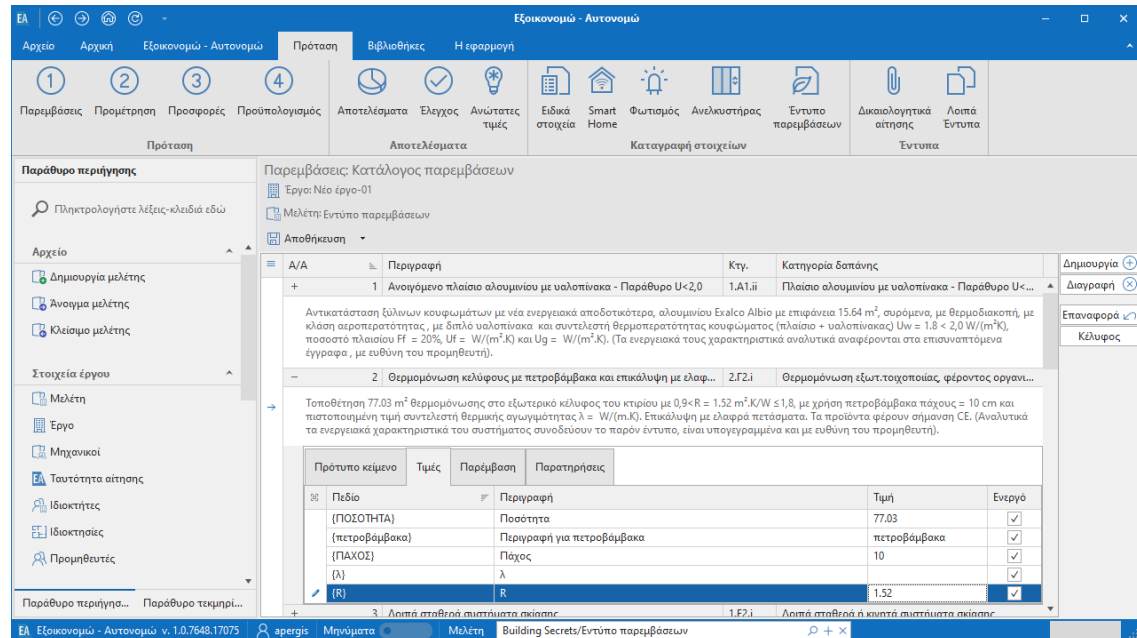 EA
Εξοικονομώ - Αυτονομώ
Αρχείο Αρχική Εξοικονομώ - Αυτονομώ Πρόταση Βιβλιοθήκες Η εφαρμογή
1 2 3 4
Παρεμβάσεις Προμέτρηση Προσφορές Προϋπολογισμός Αποτελέσματα Έλεγχος Ανώτατες τιμές Ειδικά στοιχεία Smart Home Φωτισμός Ανελκυστήρας Έντυπο παρεμβάσεων Δικαιολογητικά αίτησης Λοιπά Έντυπα
Πρόταση Αποτελέσματα Καταγραφή στοιχείων Έντυπα
Παράθυρο περιήγησης
Πληκτρολογήστε λέξεις-κλειδιά εδώ
Αρχείο
Δημιουργία μελέτης
Άνοιγμα μελέτης
Κλείσιμο μελέτης
Στοιχεία έργου
Μελέτη
Έργο
Μηχανικοί
EA Ταυτότητα αίτησης
Ιδιοκτήτες
Ιδιοκτησίες
Προμηθευτές
Παράθυρο περιήγησ... Παράθυρο τεκμηρί...
Παρεμβάσεις: Κατάλογος παρεμβάσεων
Έργο: Νέο έργο-01
Μελέτη: Εντύπο παρεμβάσεων
Αποθήκευση
Α/Α Περιγραφή Κτγ. Κατηγορία δαπάνης
+ 1 Ανοιγόμενο πλαίσιο αλουμινίου με υαλοπίνακα - Παράθυρο U<2,0 1.Α1.ii Πλαίσιο αλουμινίου με υαλοπίνακα - Παράθυρο U<...
Αντικατάσταση ξύλινων κουφωμάτων με νέα ενεργειακά αποδοτικότερα, αλουμινίου Exalco Albio με επιφάνεια 15.64 m², συρόμενα, με θερμοδιακοπή, με
κλάση αεροπερατότητας , με διπλό υαλοπίνακα και συντελεστή θερμοπερατότητας κουφώματος (πλαίσιο + υαλοπίνακας) Uw = 1.8 < 2,0 W/(m²K),
ποσοστό πλαισίου Ff = 20%, Uf = W/(m².K) και Ug = W/(m².K). (Τα ενεργειακά τους χαρακτηριστικά αναλυτικά αναφέρονται στα επισυναπτόμενα
έγγραφα , με ευθύνη του προμηθευτή).
− 2 Θερμομόνωση κελύφους με πετροβάμβακα και επικάλυψη με ελαφ... 2.Γ2.i Θερμομόνωση εξωτ.τοιχοποιίας, φέροντος οργανι...
Τοποθέτηση 77.03 m² θερμομόνωσης στο εξωτερικό κέλυφος του κτιρίου με 0,9<R = 1.52 m².K/W ≤1,8, με χρήση πετροβάμβακα πάχους = 10 cm και
πιστοποιημένη τιμή συντελεστή θερμικής αγωγιμότητας λ = W/(m.K). Επικάλυψη με ελαφρά πετάσματα. Τα προϊόντα φέρουν σήμανση CE. (Αναλυτικά
τα ενεργειακά χαρακτηριστικά του συστήματος συνοδεύουν το παρόν έντυπο, είναι υπογεγραμμένα και με ευθύνη του προμηθευτή).
Πρότυπο κείμενο Τιμές Παρέμβαση Παρατηρήσεις
Πεδίο Περιγραφή Τιμή Ενεργό
{ΠΟΣΟΤΗΤΑ} Ποσότητα 77.03
{πετροβάμβακα} Περιγραφή για πετροβάμβακα πετροβάμβακα
{ΠΑΧΟΣ} Πάχος 10
{λ} λ
{R} R 1.52
+ 3 Λοιπά σταθερά συστήματα σκίασης 1.Ε2.i Λοιπά σταθερά ή κινητά συστήματα σκίασης
Δημιουργία
Διαγραφή
Επαναφορά
Κέλυφος
EA Εξοικονομώ - Αυτονομώ v. 1.0.7648.17075 apergis Μηνύματα Μελέτη Building Secrets/Εντύπο παρεμβάσεων